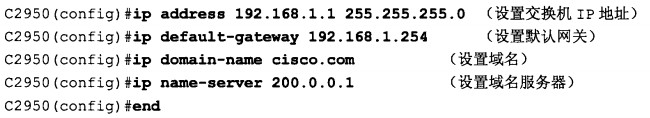 C2950(config)#ip address 192.168.1.1 255.255.255.0 （设置交换机 IP 地址）
C2950(config)#ip default-gateway 192.168.1.254 （设置默认网关）
C2950(config)#ip domain-name cisco.com （设置域名）
C2950(config)#ip name-server 200.0.0.1 （设置域名服务器）
C2950(config)#end